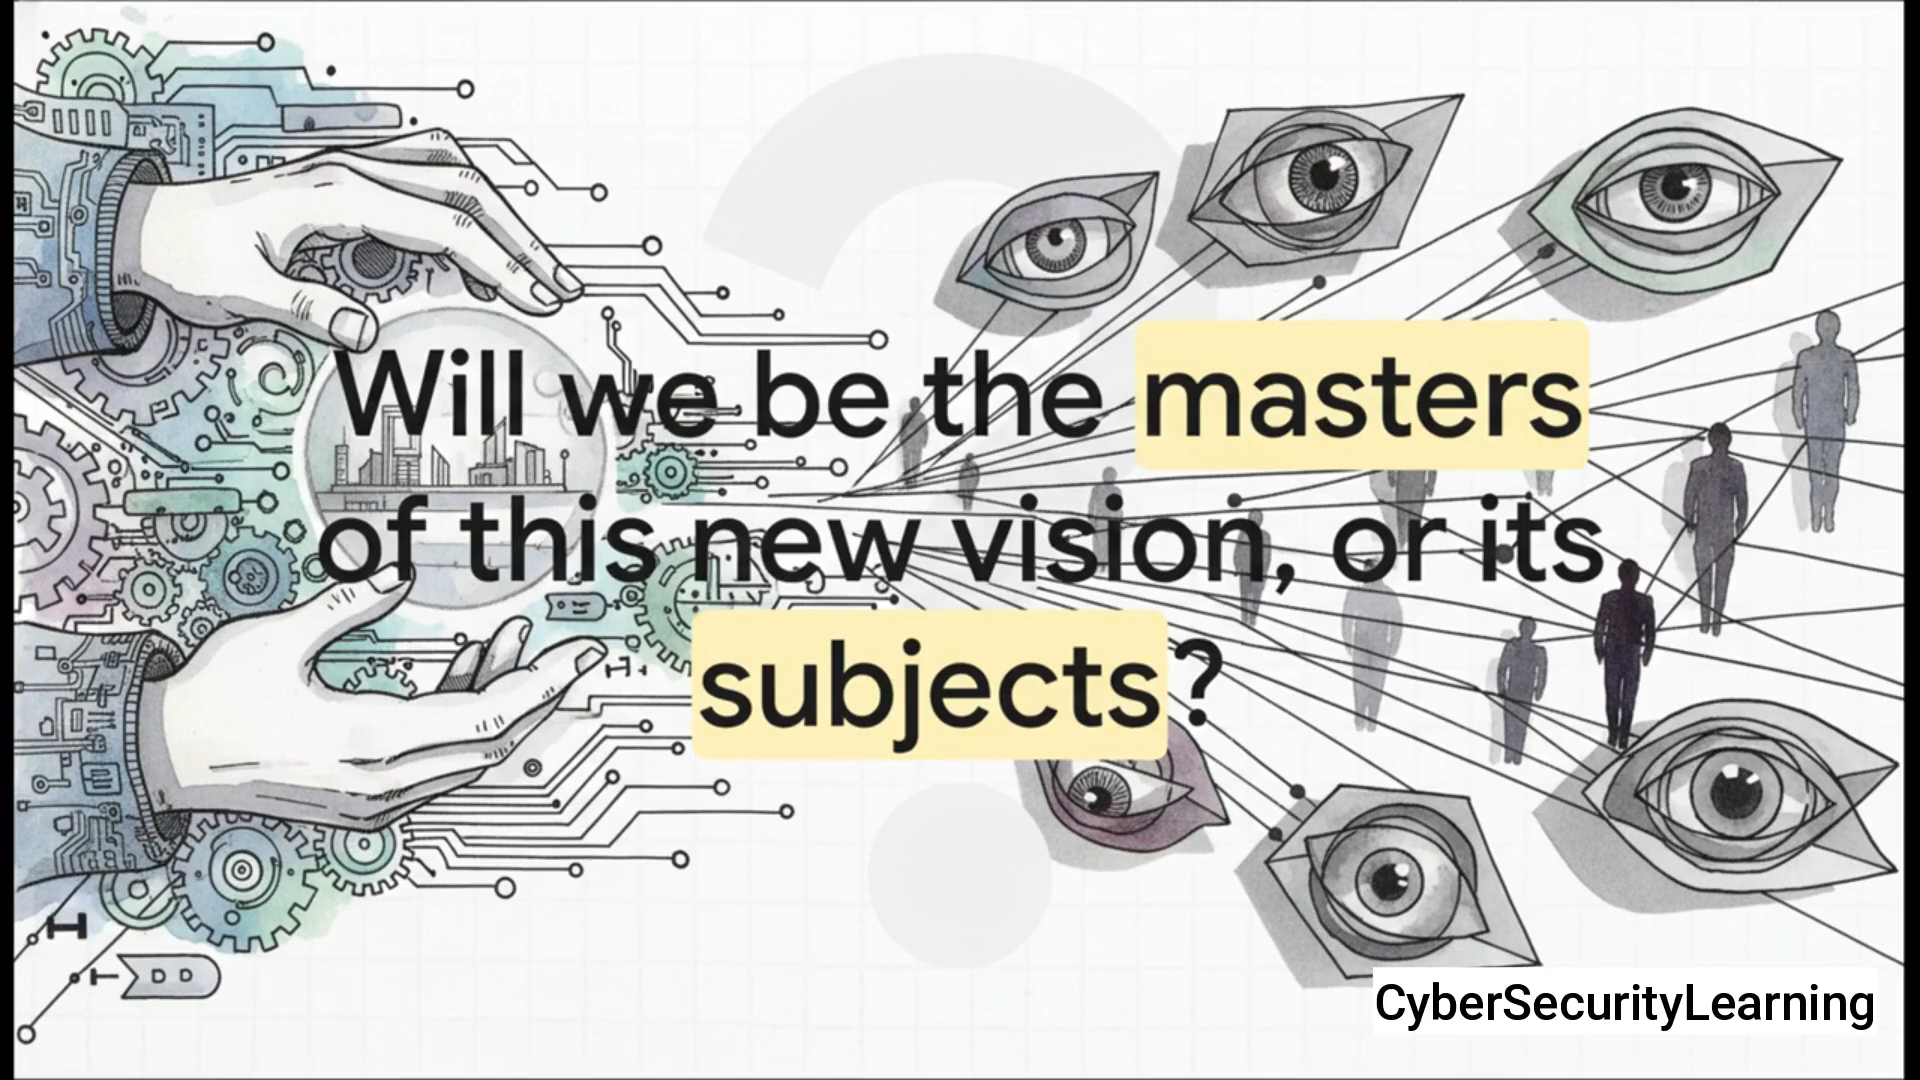 Will we be the masters
of this new vision, or its
subjects?
CyberSecurityLearning